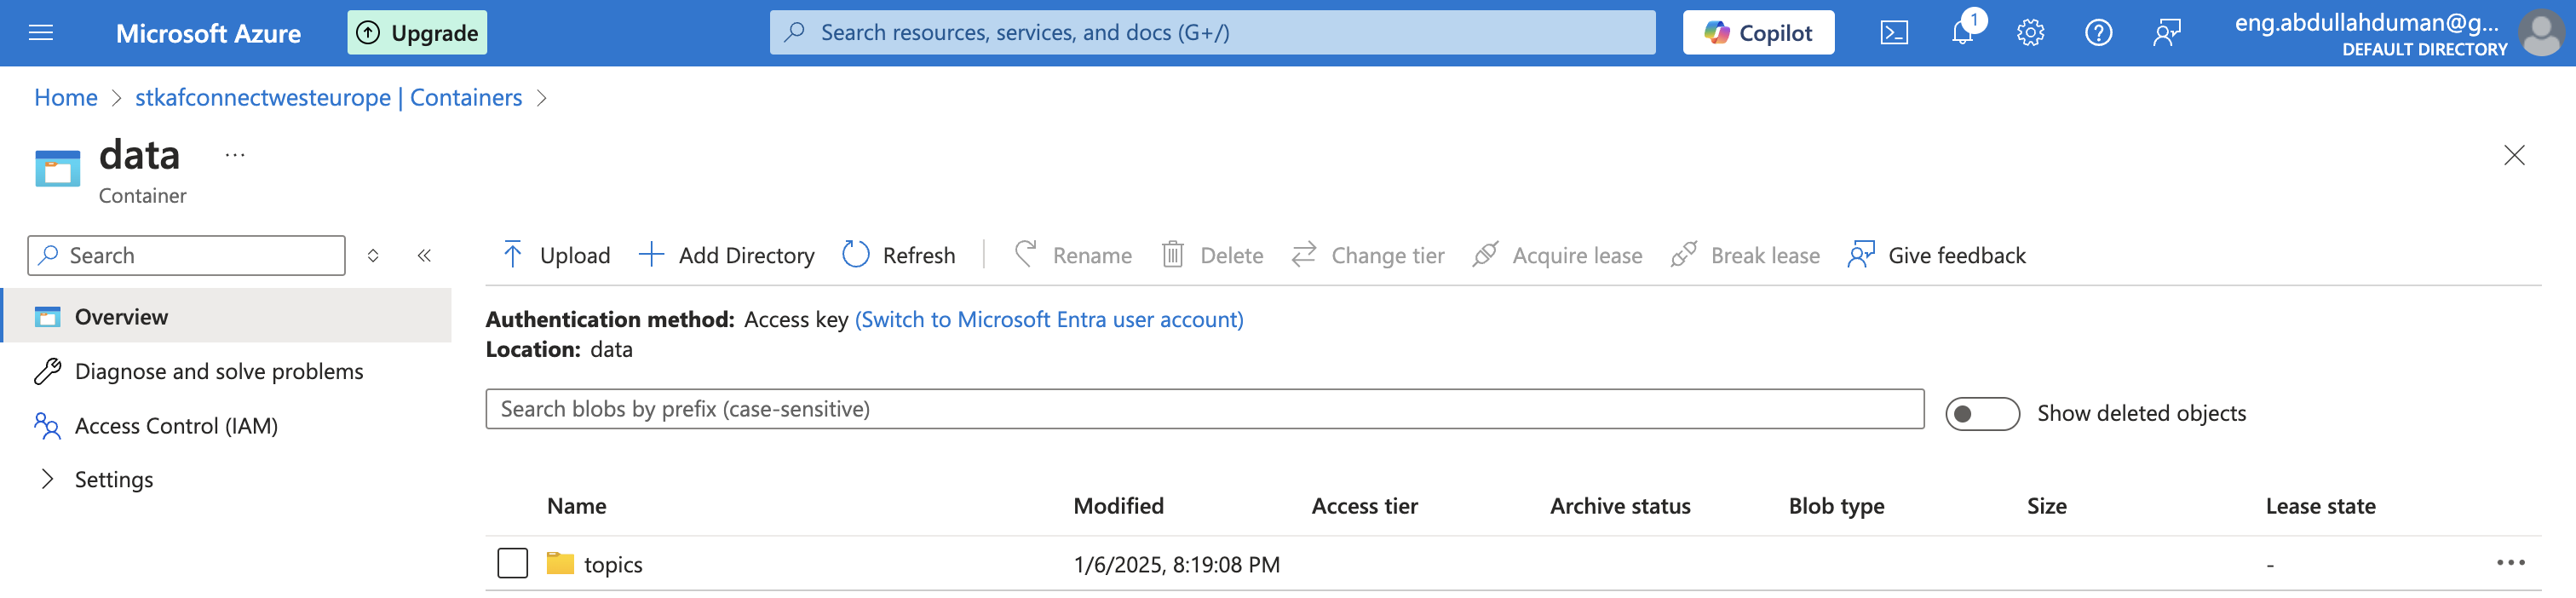 Microsoft Azure
Upgrade
Search resources, services, and docs (G+/)
Copilot
1
eng.abdullahduman@g...
DEFAULT DIRECTORY
Home > stkafconnectwesteurope | Containers >
data ...
Container
Search
Overview
Diagnose and solve problems
Access Control (IAM)
Settings
Upload Add Directory Refresh Rename Delete Change tier Acquire lease Break lease Give feedback
Authentication method: Access key (Switch to Microsoft Entra user account)
Location: data
Search blobs by prefix (case-sensitive)
Show deleted objects
Name Modified Access tier Archive status Blob type Size Lease state
topics 1/6/2025, 8:19:08 PM - ...